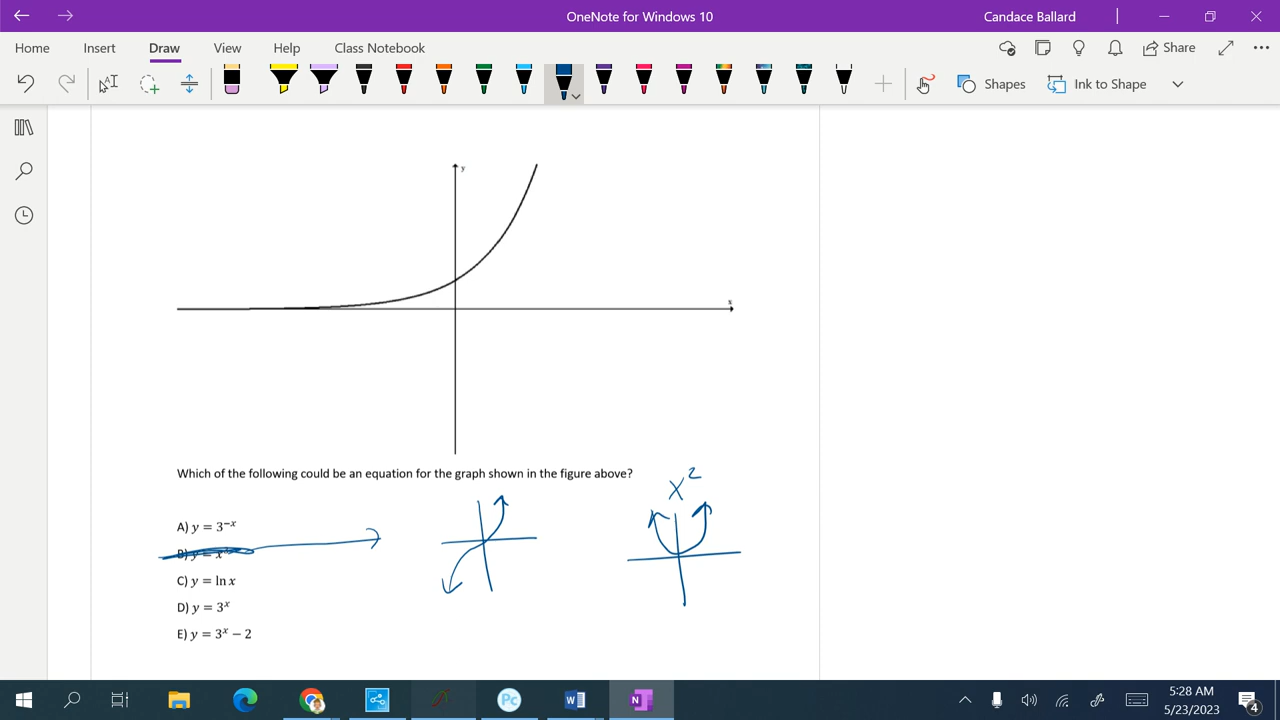 OneNote for Windows 10
Candace Ballard
Home Insert Draw View Help Class Notebook
Share
Shapes
Ink to Shape
y
x
Which of the following could be an equation for the graph shown in the figure above?
x²
A) y = 3⁻ˣ
B) y = x
C) y = ln x
D) y = 3ˣ
E) y = 3ˣ − 2
Pc
W
N
5:28 AM
5/23/2023
4